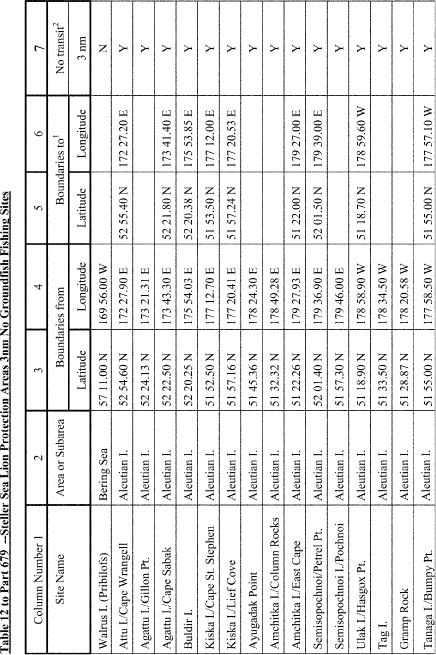 Table 12 to Part 679 –Steller Sea Lion Protection Areas 3nm No Groundfish Fishing Sites
Column Number 1 2 3 4 5 6 7
Site Name Area or Subarea Boundaries from Boundaries to1 No transit2
Latitude Longitude Latitude Longitude 3 nm
Walrus I. (Pribilofs) Bering Sea 57 11.00 N 169 56.00 W N
Attu I./Cape Wrangell Aleutian I. 52 54.60 N 172 27.90 E 52 55.40 N 172 27.20 E Y
Agattu I./Gillon Pt. Aleutian I. 52 24.13 N 173 21.31 E Y
Agattu I./Cape Sabak Aleutian I. 52 22.50 N 173 43.30 E 52 21.80 N 173 41.40 E Y
Buldir I. Aleutian I. 52 20.25 N 175 54.03 E 52 20.38 N 175 53.85 E Y
Kiska I./Cape St. Stephen Aleutian I. 51 52.50 N 177 12.70 E 51 53.50 N 177 12.00 E Y
Kiska I./Lief Cove Aleutian I. 51 57.16 N 177 20.41 E 51 57.24 N 177 20.53 E Y
Ayugadak Point Aleutian I. 51 45.36 N 178 24.30 E Y
Amchitka I./Column Rocks Aleutian I. 51 32.32 N 178 49.28 E Y
Amchitka I./East Cape Aleutian I. 51 22.26 N 179 27.93 E 51 22.00 N 179 27.00 E Y
Semisopochnoi/Petrel Pt. Aleutian I. 52 01.40 N 179 36.90 E 52 01.50 N 179 39.00 E Y
Semisopochnoi I./Pochnoi Aleutian I. 51 57.30 N 179 46.00 E Y
Ulak I./Hasgox Pt. Aleutian I. 51 18.90 N 178 58.90 W 51 18.70 N 178 59.60 W Y
Tag I. Aleutian I. 51 33.50 N 178 34.50 W Y
Gramp Rock Aleutian I. 51 28.87 N 178 20.58 W Y
Tanaga I./Bumpy Pt. Aleutian I. 51 55.00 N 177 58.50 W 51 55.00 N 177 57.10 W Y